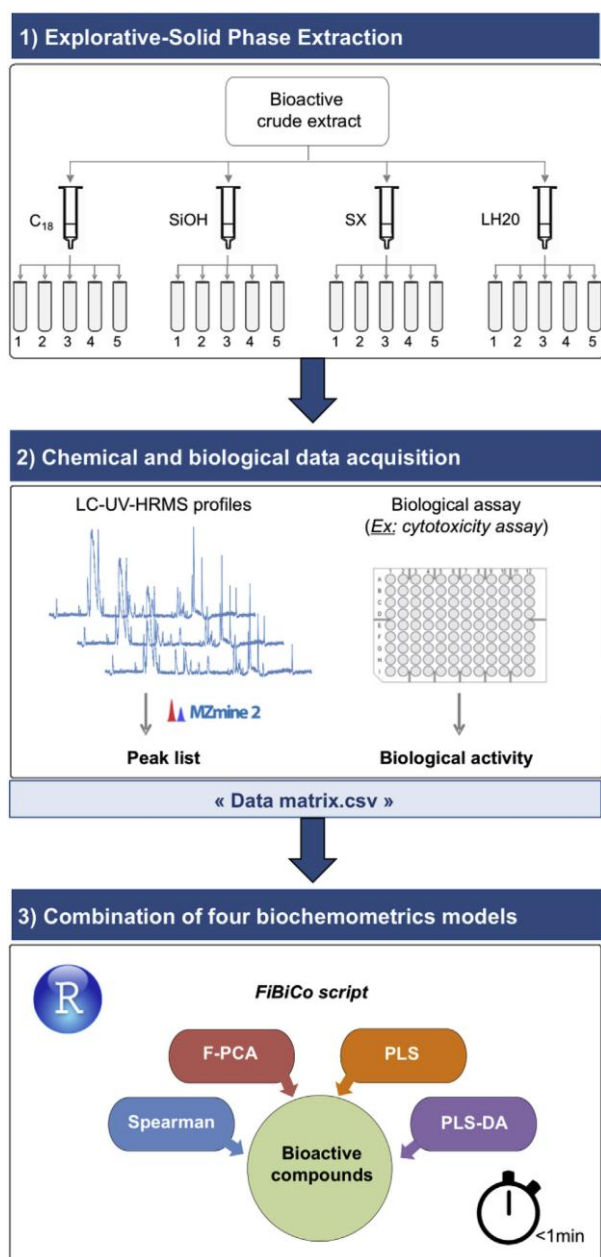 1) Explorative-Solid Phase Extraction
Bioactive
crude extract
C₁₈ SiOH SX LH20
1 2 3 4 5 1 2 3 4 5 1 2 3 4 5 1 2 3 4 5
2) Chemical and biological data acquisition
LC-UV-HRMS profiles
Biological assay
(Ex: cytotoxicity assay)
MZmine 2
Peak list
Biological activity
« Data matrix.csv »
3) Combination of four biochemometrics models
R
FiBiCo script
F-PCA PLS
Spearman PLS-DA
Bioactive
compounds
<1min